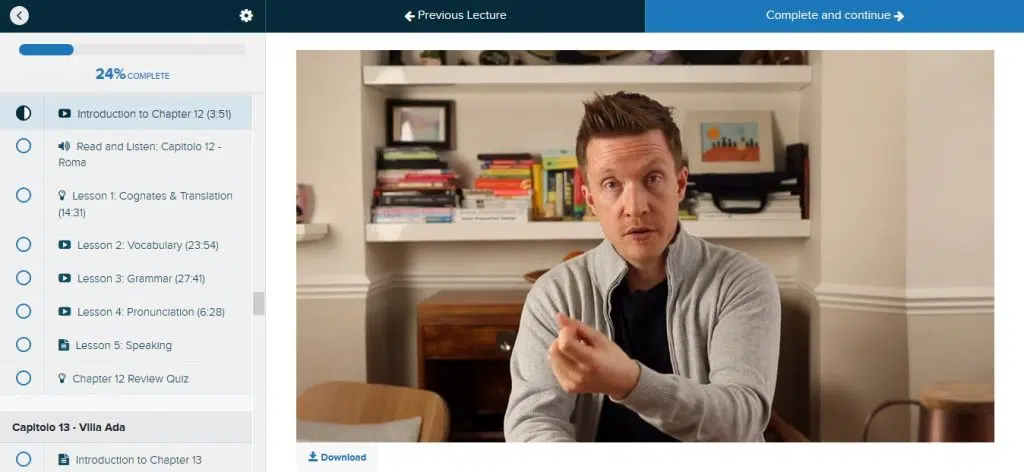 Previous Lecture
Complete and continue
24% COMPLETE
Introduction to Chapter 12 (3:51)
Read and Listen: Capitolo 12 -
Roma
Lesson 1: Cognates & Translation
(14:31)
Lesson 2: Vocabulary (23:54)
Lesson 3: Grammar (27:41)
Lesson 4: Pronunciation (6:28)
Lesson 5: Speaking
Chapter 12 Review Quiz
Capitolo 13 - Villa Ada
Introduction to Chapter 13
Download